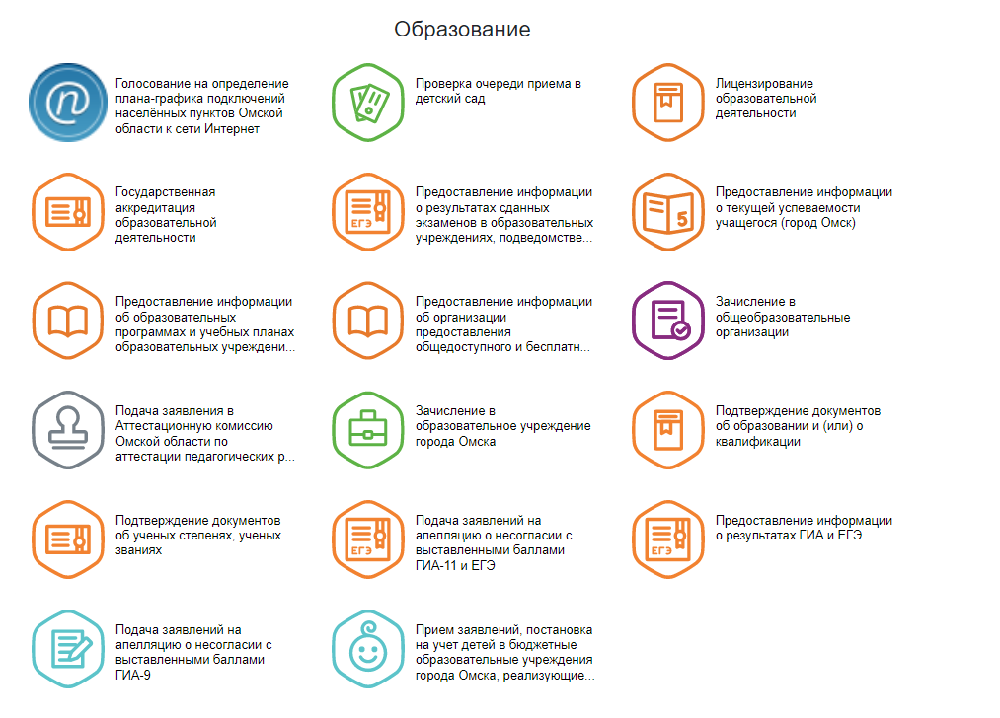 Образование
Голосование на определение
плана-графика подключений
населённых пунктов Омской
области к сети Интернет
Проверка очереди приема в
детский сад
Лицензирование
образовательной
деятельности
Государственная
аккредитация
образовательной
деятельности
ЕГЭ
Предоставление информации
о результатах сданных
экзаменов в образовательных
учреждениях, подведомстве...
5
Предоставление информации
о текущей успеваемости
учащегося (город Омск)
Предоставление информации
об образовательных
программах и учебных планах
образовательных учреждени...
Предоставление информации
об организации
предоставления
общедоступного и бесплатн...
Зачисление в
общеобразовательные
организации
Подача заявления в
Аттестационную комиссию
Омской области по
аттестации педагогических р...
Зачисление в
образовательное учреждение
города Омска
Подтверждение документов
об образовании и (или) о
квалификации
Подтверждение документов
об ученых степенях, ученых
званиях
ЕГЭ
Подача заявлений на
апелляцию о несогласии с
выставленными баллами
ГИА-11 и ЕГЭ
ЕГЭ
Предоставление информации
о результатах ГИА и ЕГЭ
Подача заявлений на
апелляцию о несогласии с
выставленными баллами
ГИА-9
Прием заявлений, постановка
на учет детей в бюджетные
образовательные учреждения
города Омска, реализующие...